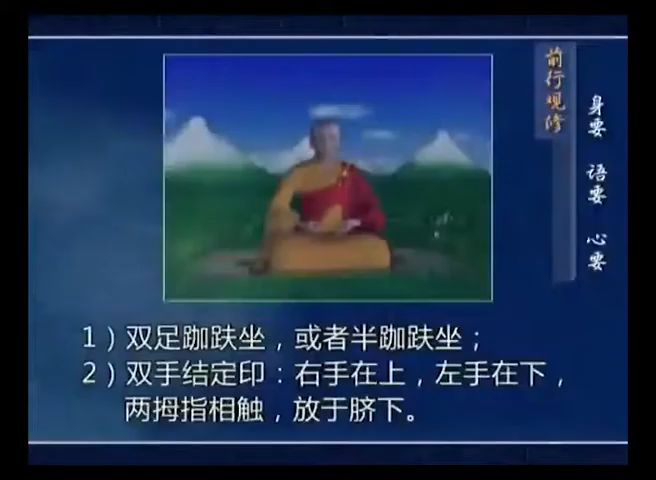 前行观修
身要 语要 心要
1）双足跏趺坐，或者半跏趺坐；
2）双手结定印：右手在上，左手在下，
两拇指相触，放于脐下。